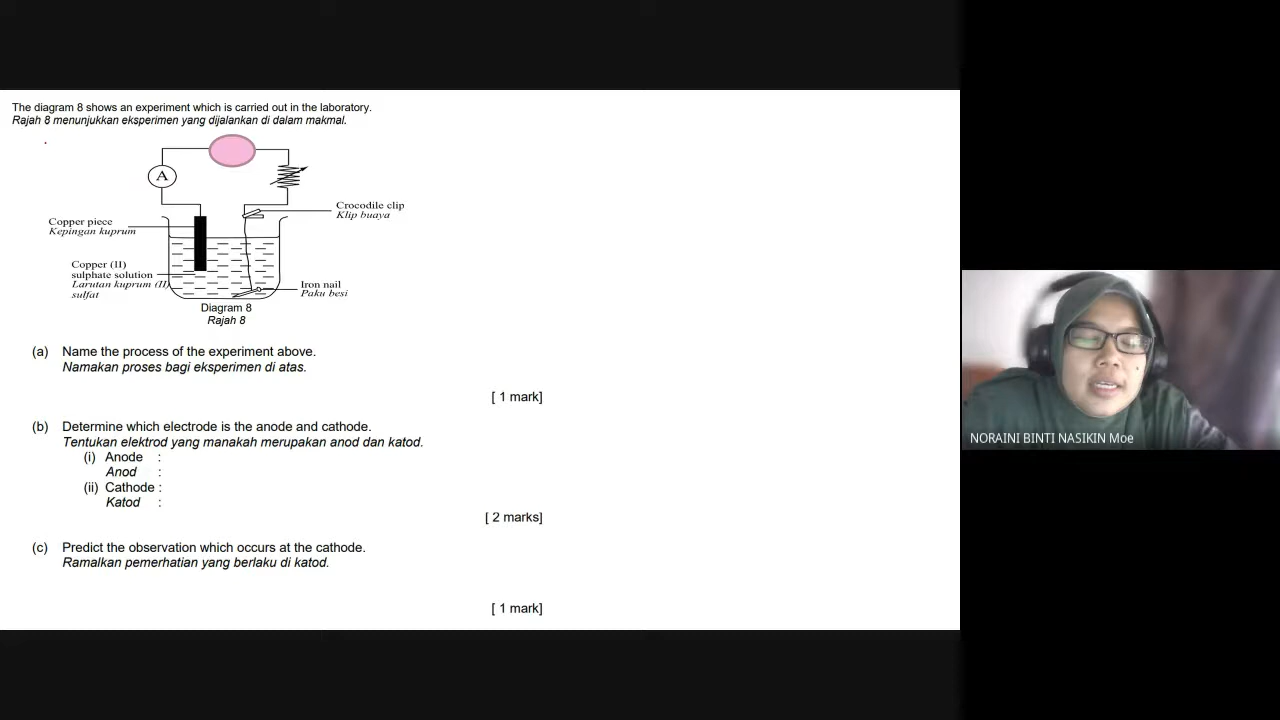 The diagram 8 shows an experiment which is carried out in the laboratory.
Rajah 8 menunjukkan eksperimen yang dijalankan di dalam makmal.
A
Crocodile clip
Klip buaya
Copper piece
Kepingan kuprum
Copper (II)
sulphate solution
Larutan kuprum (II)
sulfat
Iron nail
Paku besi
Diagram 8
Rajah 8
(a) Name the process of the experiment above.
Namakan proses bagi eksperimen di atas.
[ 1 mark]
(b) Determine which electrode is the anode and cathode.
Tentukan elektrod yang manakah merupakan anod dan katod.
(i) Anode :
Anod :
(ii) Cathode :
Katod :
[ 2 marks]
(c) Predict the observation which occurs at the cathode.
Ramalkan pemerhatian yang berlaku di katod.
[ 1 mark]
NORAINI BINTI NASIKIN Moe